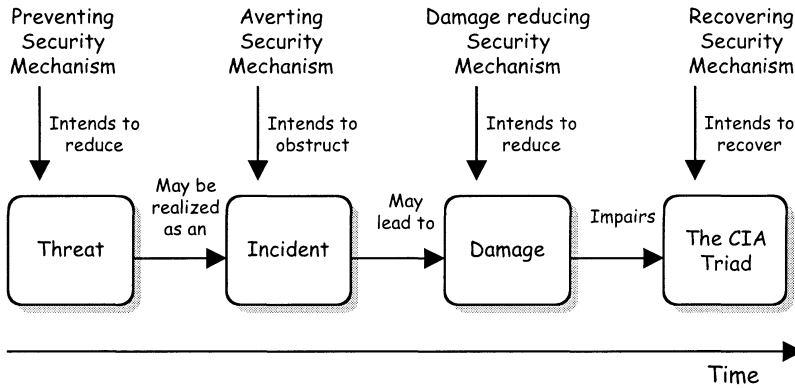 Preventing
Security
Mechanism
Averting
Security
Mechanism
Damage reducing
Security
Mechanism
Recovering
Security
Mechanism
Intends to
reduce
Intends to
obstruct
Intends to
reduce
Intends to
recover
Threat
May be
realized
as an
Incident
May
lead to
Damage
Impairs
The CIA
Triad
Time